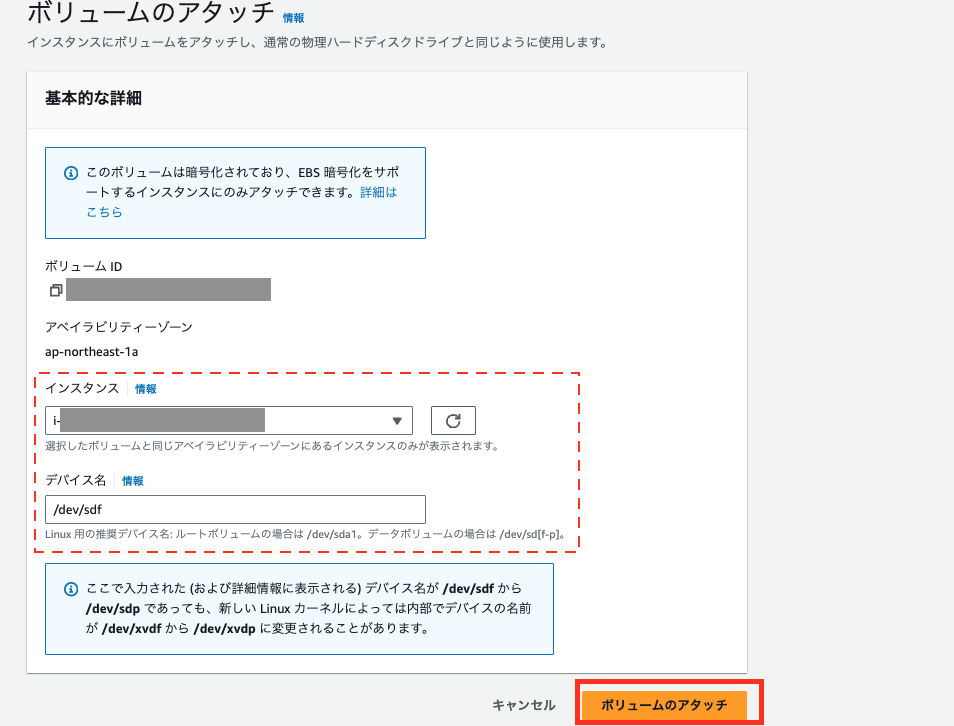 ボリュームのアタッチ 情報
インスタンスにボリュームをアタッチし、通常の物理ハードディスクドライブと同じように使用します。
基本的な詳細
このボリュームは暗号化されており、EBS 暗号化をサポ
ートするインスタンスにのみアタッチできます。詳細は
こちら
ボリューム ID
アベイラビリティーゾーン
ap-northeast-1a
インスタンス 情報
i-
選択したボリュームと同じアベイラビリティーゾーンにあるインスタンスのみが表示されます。
デバイス名 情報
/dev/sdf
Linux 用の推奨デバイス名: ルートボリュームの場合は /dev/sda1。データボリュームの場合は /dev/sd[f-p]。
ここで入力された (および詳細情報に表示される) デバイス名が /dev/sdf から
/dev/sdp であっても、新しい Linux カーネルによっては内部でデバイスの名前
が /dev/xvdf から /dev/xvdp に変更されることがあります。
キャンセル ボリュームのアタッチ